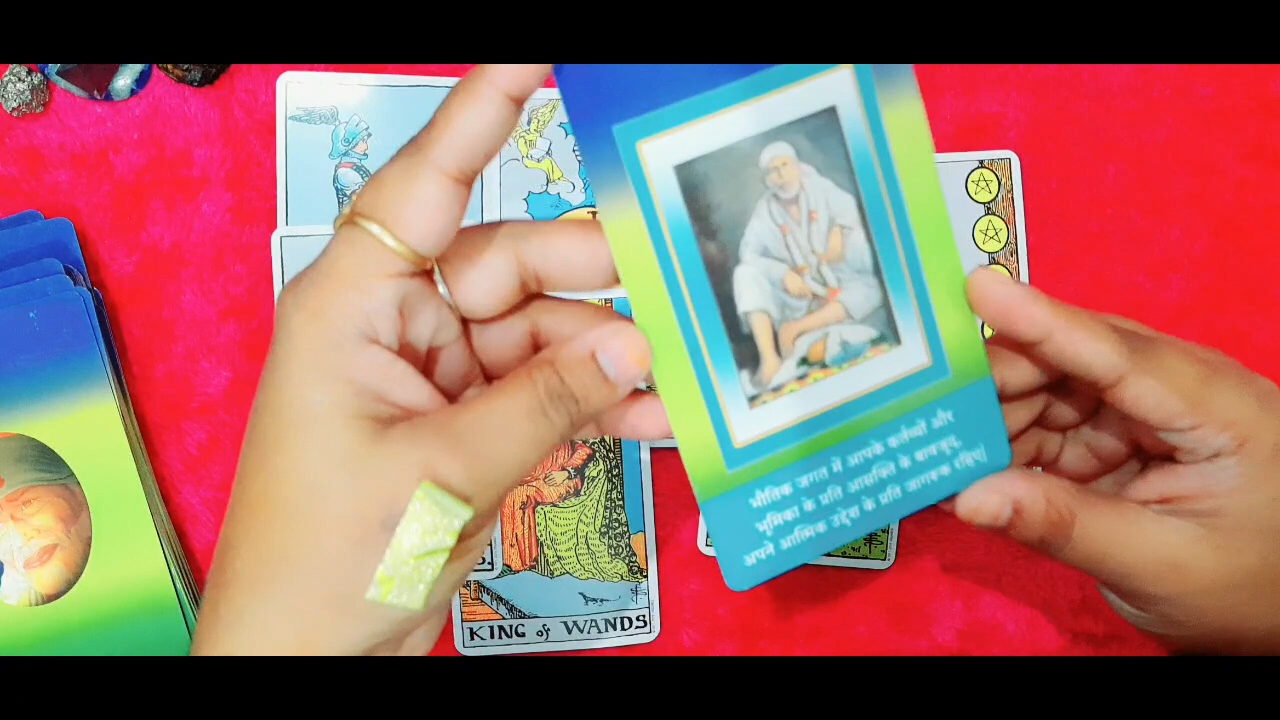 भौतिक जगत में आपके कर्तव्यों और
भूमिका के प्रति आसक्ति के बावजूद,
अपने आत्मिक उद्देश के प्रति जागरूक रहिए|
KING of WANDS